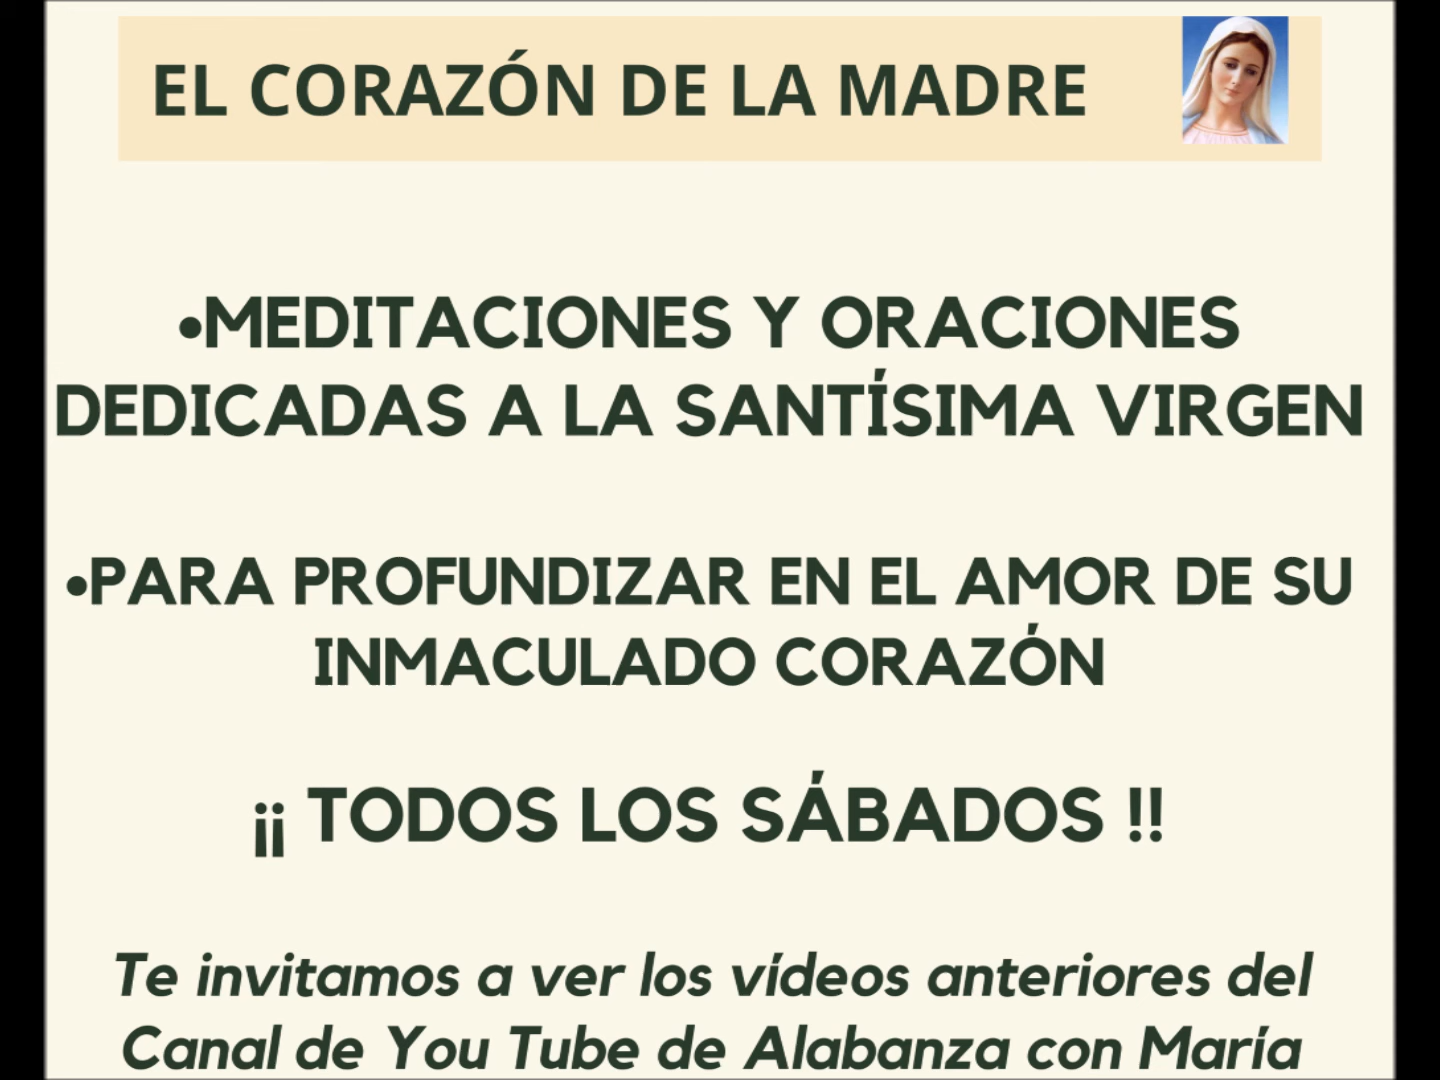 EL CORAZÓN DE LA MADRE
•MEDITACIONES Y ORACIONES
DEDICADAS A LA SANTÍSIMA VIRGEN
•PARA PROFUNDIZAR EN EL AMOR DE SU
INMACULADO CORAZÓN
¡¡ TODOS LOS SÁBADOS !!
Te invitamos a ver los vídeos anteriores del
Canal de You Tube de Alabanza con María